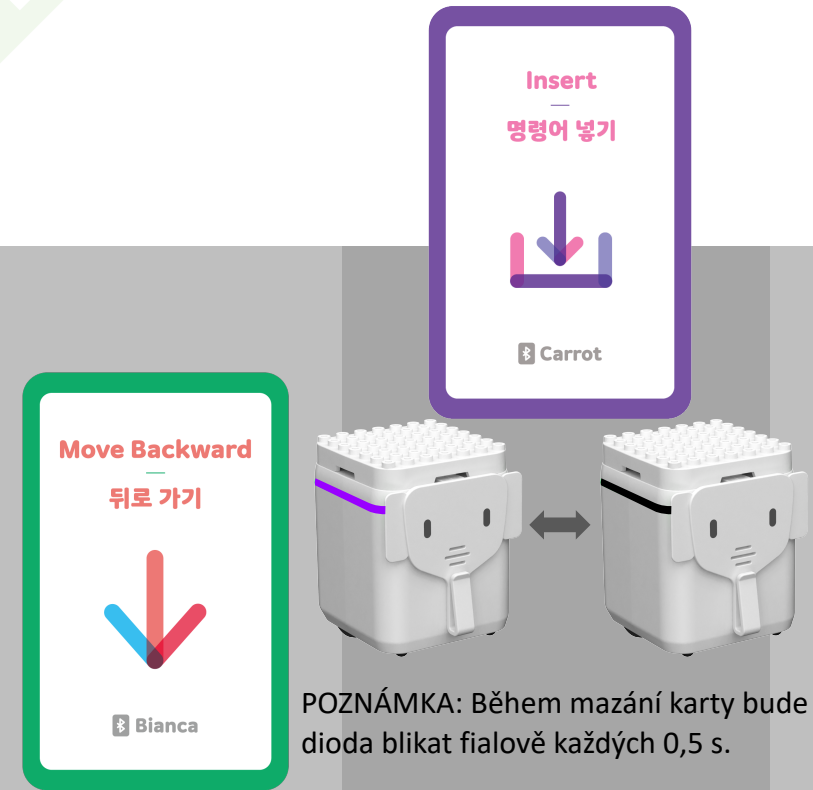 Insert
명령어 넣기
Carrot
Move Backward
뒤로 가기
Bianca
POZNÁMKA: Během mazání karty bude
dioda blikat fialově každých 0,5 s.